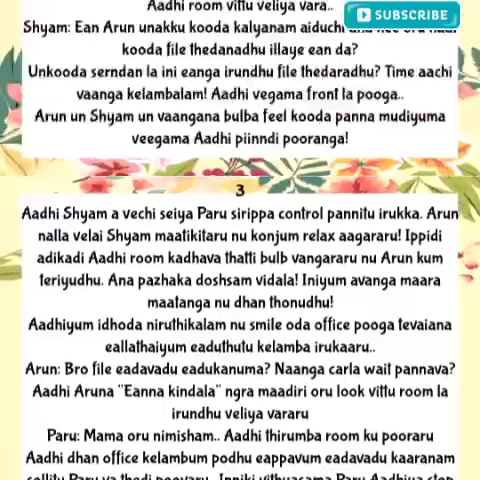 Aadhi room vittu veliya vara..
SUBSCRIBE
Shyam: Ean Arun unakku kooda kalyanam aiduchi
kooda file thedanadhu illaye ean da?
Unkooda serndan la ini eanga irundhu file thedaradhu? Time aachi
vaanga kelambalam! Aadhi vegama front la pooga..
Arun un Shyam un vaangana bulba feel kooda panna mudiyuma
veegama Aadhi piinndi pooranga!
3
Aadhi Shyam a vechi seiya Paru sirippa control pannitu irukka. Arun
nalla velai Shyam maatikitaru nu konjum relax aagararu! Ippidi
adikadi Aadhi room kadhava thatti bulb vangararu nu Arun kum
teriyudhu. Ana pazhaka doshsam vidala! Iniyum avanga maara
maatanga nu dhan thonudhu!
Aadhiyum idhoda niruthikalam nu smile oda office pooga tevaiana
eallathaiyum eaduthutu kelamba irukaaru..
Arun: Bro file eadavadu eadukanuma? Naanga carla wait pannava?
Aadhi Aruna "Eanna kindala" ngra maadiri oru look vittu room la
irundhu veliya vararu
Paru: Mama oru nimisham.. Aadhi thirumba room ku pooraru
Aadhi dhan office kelambum podhu eappavum eadavadu kaaranam